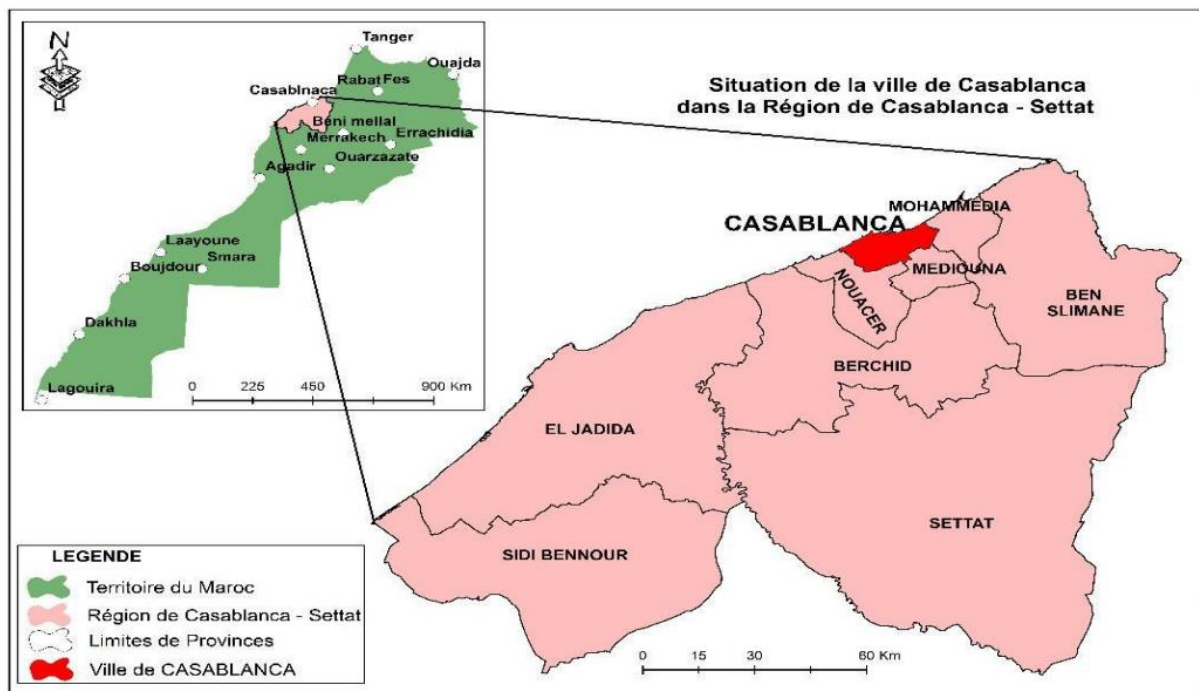 N
Tanger
Ouajda
Rabat Fes
Casablnaca
Béni mellal
Merrakech
Errachidia
Ouarzazate
Agadir
Laayoune
Smara
Boujdour
Dakhla
Lagouira
0 225 450 900 Km
Situation de la ville de Casablanca
dans la Région de Casablanca - Settat
MOHAMMEDIA
CASABLANCA
MEDIOUNA
NOUACER
BEN
SLIMANE
BERCHID
EL JADIDA
SETTAT
SIDI BENNOUR
LEGENDE
Territoire du Maroc
Région de Casablanca - Settat
Limites de Provinces
Ville de CASABLANCA
0 15 30 60 Km